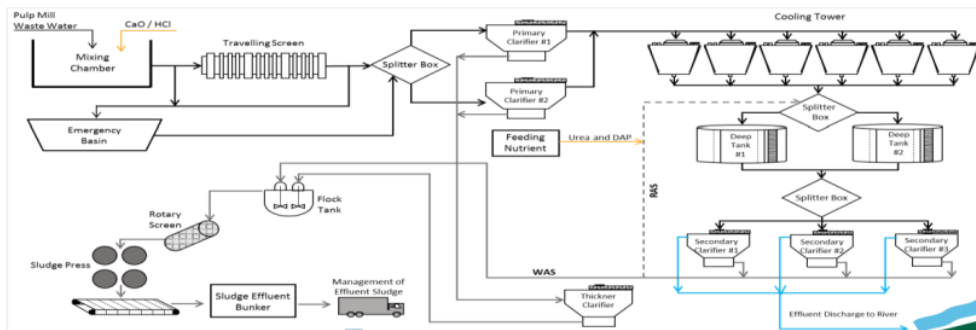 Pulp Mill
Waste Water
CaO / HCl
Mixing
Chamber
Travelling Screen
Splitter Box
Primary
Clarifier #1
Primary
Clarifier #2
Cooling Tower
Emergency
Basin
Feeding
Nutrient
Urea and DAP
Splitter
Box
Deep
Tank
#1
Deep
Tank
#2
RAS
Splitter
Box
Flock
Tank
Rotary
Screen
Secondary
Clarifier #1
Secondary
Clarifier #2
Secondary
Clarifier #3
WAS
Sludge Press
Sludge Effluent
Bunker
Management of
Effluent Sludge
Thickner
Clarifier
Effluent Discharge to River